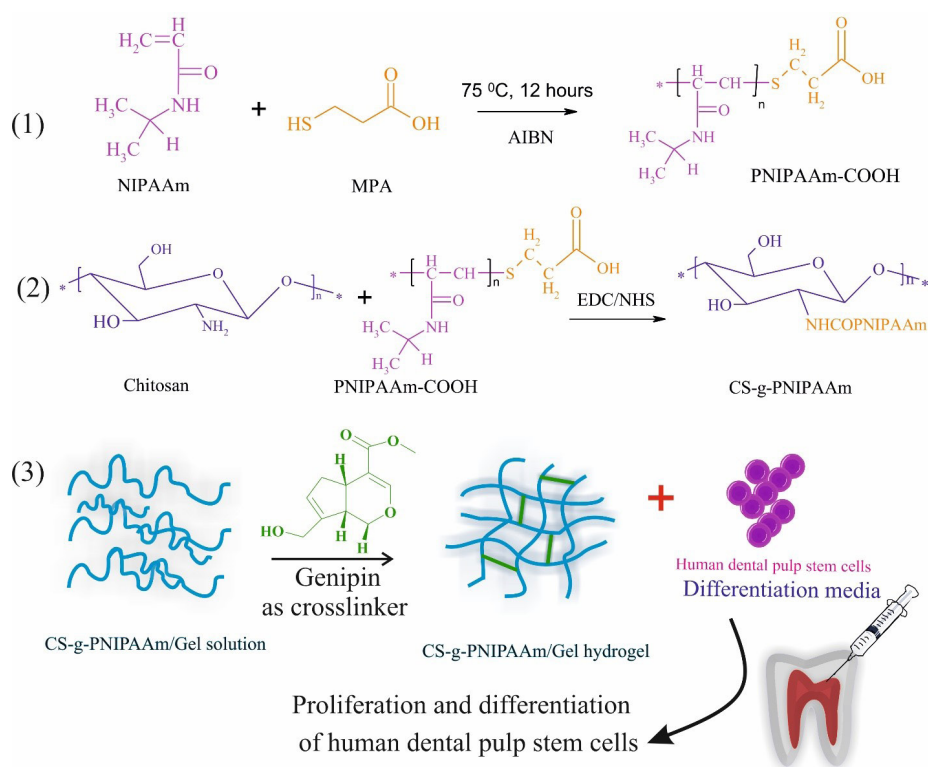 (1)
H₂C
H
C
O
NH
H₃C
H₃C
H
NIPAAm
+
HS
O
OH
MPA
75 ⁰C, 12 hours
AIBN
*
[
C
H
CH
]
n
S
H₂
C
C
H₂
O
OH
O
NH
H₃C
H₃C
H
PNIPAAm-COOH
(2)
*
OH
O
O
n
*
HO
NH₂
Chitosan
+
*
H
C
CH
n
S
H₂
C
C
H₂
O
OH
O
NH
H₃C
H₃C
H
PNIPAAm-COOH
EDC/NHS
*
OH
O
O
n
*
HO
NHCOPNIPAAm
CS-g-PNIPAAm
(3)
O
O
H
O
H
H
HO
Genipin
as crosslinker
CS-g-PNIPAAm/Gel solution
CS-g-PNIPAAm/Gel hydrogel
+
Human dental pulp stem cells
Differentiation media
Proliferation and differentiation
of human dental pulp stem cells